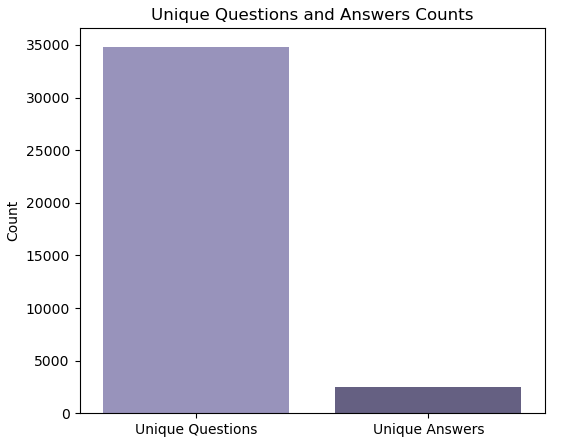 Unique Questions and Answers Counts
35000
30000
25000
20000
15000
10000
5000
0
Count
Unique Questions
Unique Answers